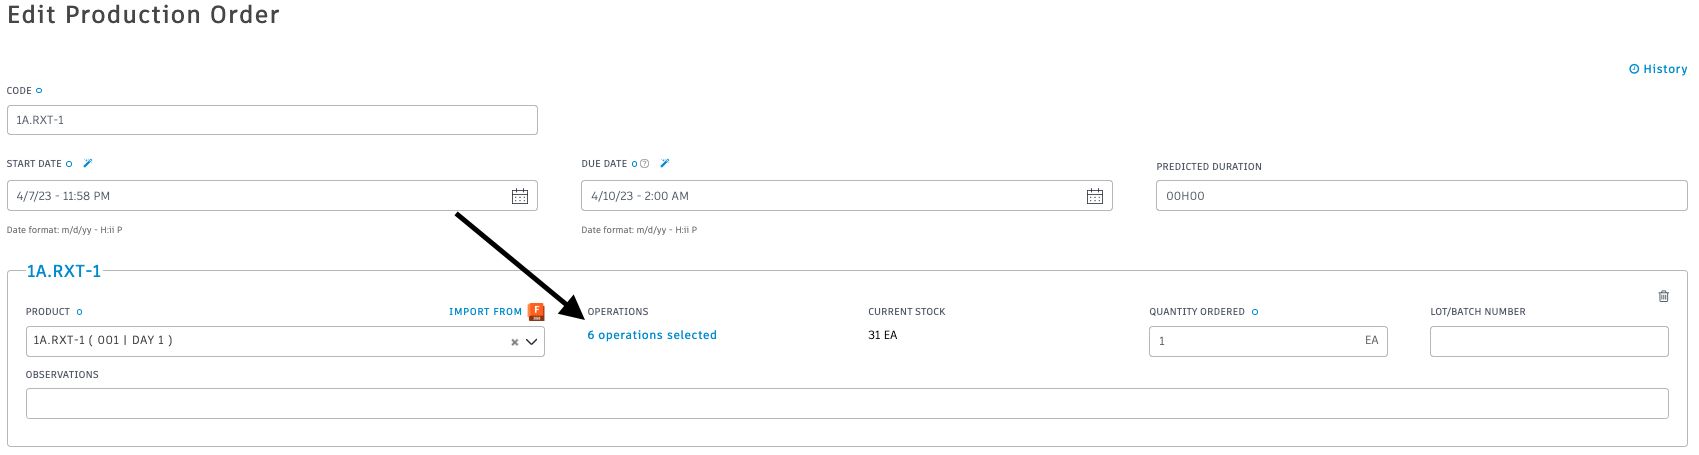 Edit Production Order
History
CODE
1A.RXT-1
START DATE
DUE DATE
PREDICTED DURATION
4/7/23 - 11:58 PM
4/10/23 - 2:00 AM
00H00
Date format: m/d/yy - H:ii P
Date format: m/d/yy - H:ii P
1A.RXT-1
PRODUCT
IMPORT FROM
F
OPERATIONS
CURRENT STOCK
QUANTITY ORDERED
LOT/BATCH NUMBER
1A.RXT-1 ( 001 | DAY 1 )
6 operations selected
31 EA
1
EA
OBSERVATIONS